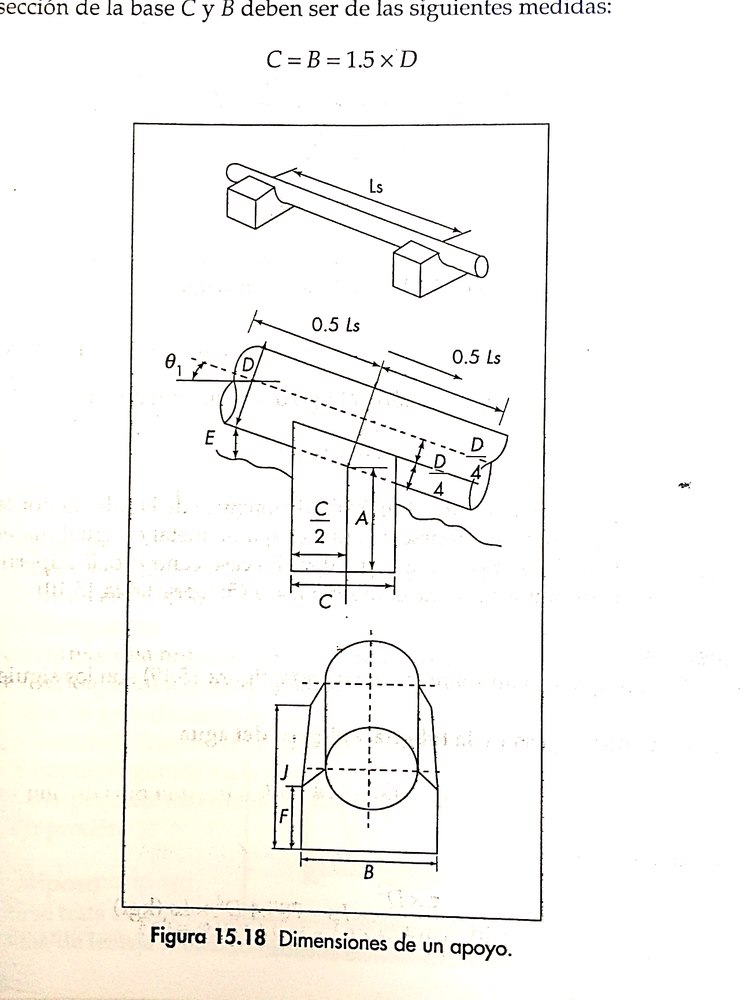 sección de la base C y B deben ser de las siguientes medidas:
C = B = 1.5 × D
Ls
0.5 Ls
0.5 Ls
θ1
D
E
D/4
D/4
C/2
A
C
J
F
B
Figura 15.18 Dimensiones de un apoyo.